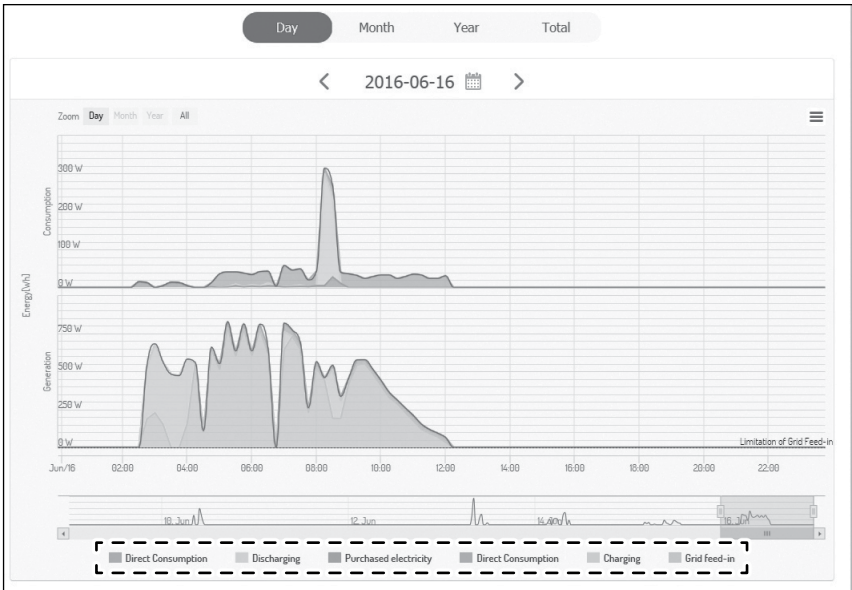 Day Month Year Total
2016-06-16
Zoom Day Month Year All
Energy[Wh]
Consumption
300 W
200 W
100 W
0 W
Generation
750 W
500 W
250 W
0 W
Limitation of Grid Feed-in
Jun/16 02:00 04:00 06:00 08:00 10:00 12:00 14:00 16:00 18:00 20:00 22:00
10. Jun 12. Jun 14. Jun 16. Jun
Direct Consumption Discharging Purchased electricity Direct Consumption Charging Grid feed-in